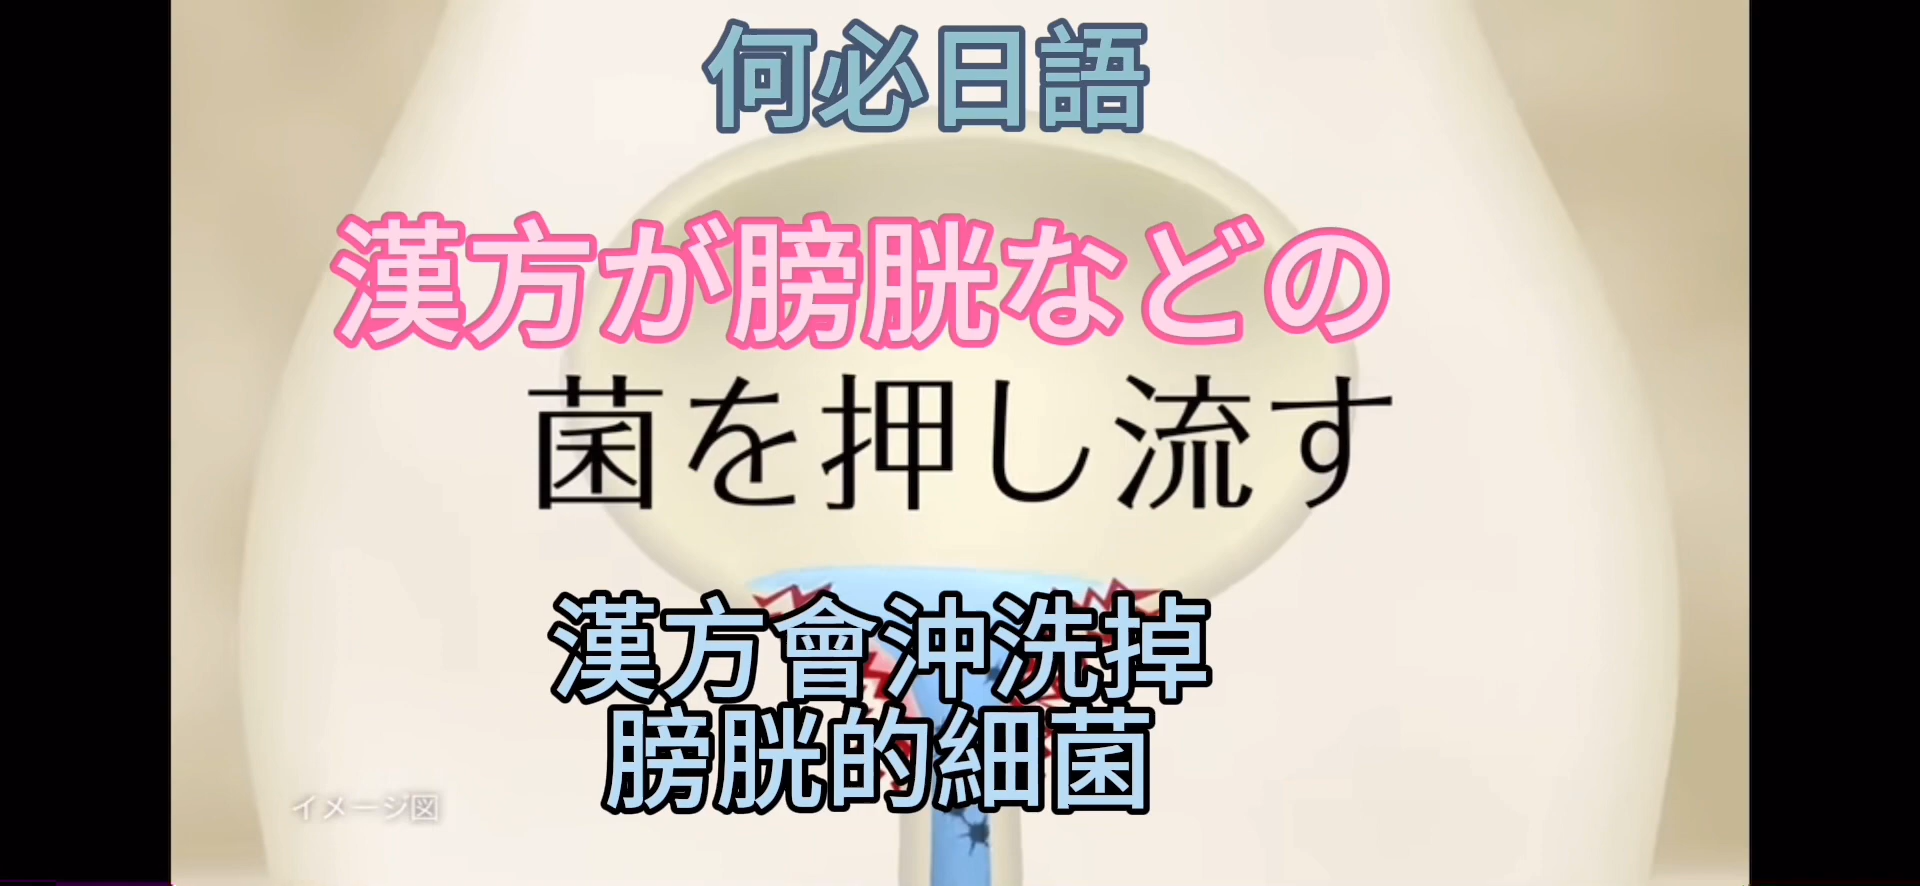 何必日語
漢方が膀胱などの
菌を押し流す
漢方會沖洗掉
膀胱的細菌
イメージ図